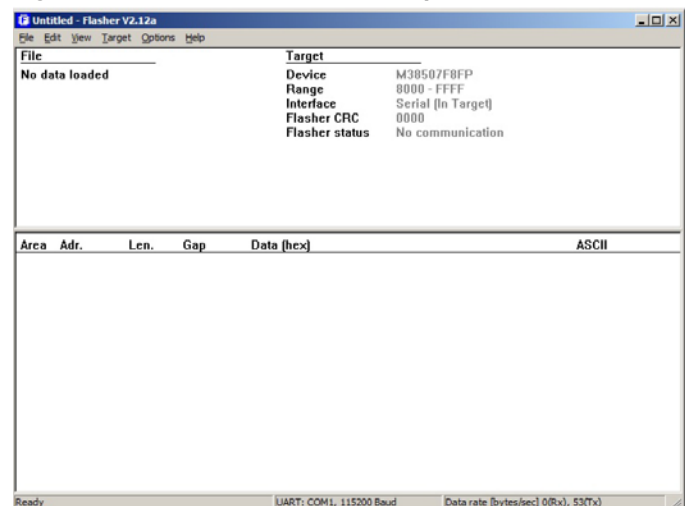 Untitled - Flasher V2.12a
File Edit View Target Options Help
File
No data loaded
Target
Device M38507F8FP
Range 8000 - FFFF
Interface Serial (In Target)
Flasher CRC 0000
Flasher status No communication
Area Adr. Len. Gap Data (hex) ASCII
Ready UART: COM1, 115200 Baud Data rate [bytes/sec] 0(Rx), 53(Tx)